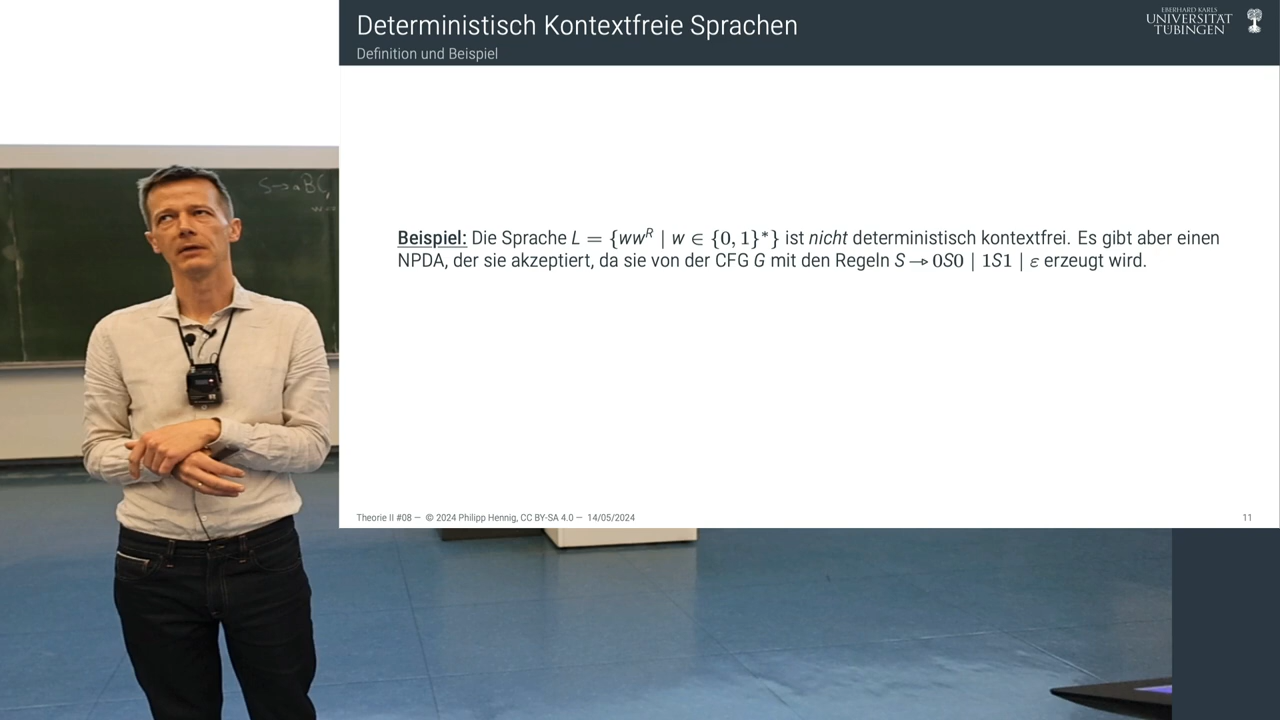 Deterministisch Kontextfreie Sprachen
Definition und Beispiel
EBERHARD KARLS
UNIVERSITÄT
TÜBINGEN
S→aBC
Beispiel: Die Sprache L = {ww^R | w ∈ {0, 1}*} ist nicht deterministisch kontextfrei. Es gibt aber einen
NPDA, der sie akzeptiert, da sie von der CFG G mit den Regeln S → 0S0 | 1S1 | ε erzeugt wird.
Theorie II #08 — © 2024 Philipp Hennig, CC BY-SA 4.0 — 14/05/2024
11